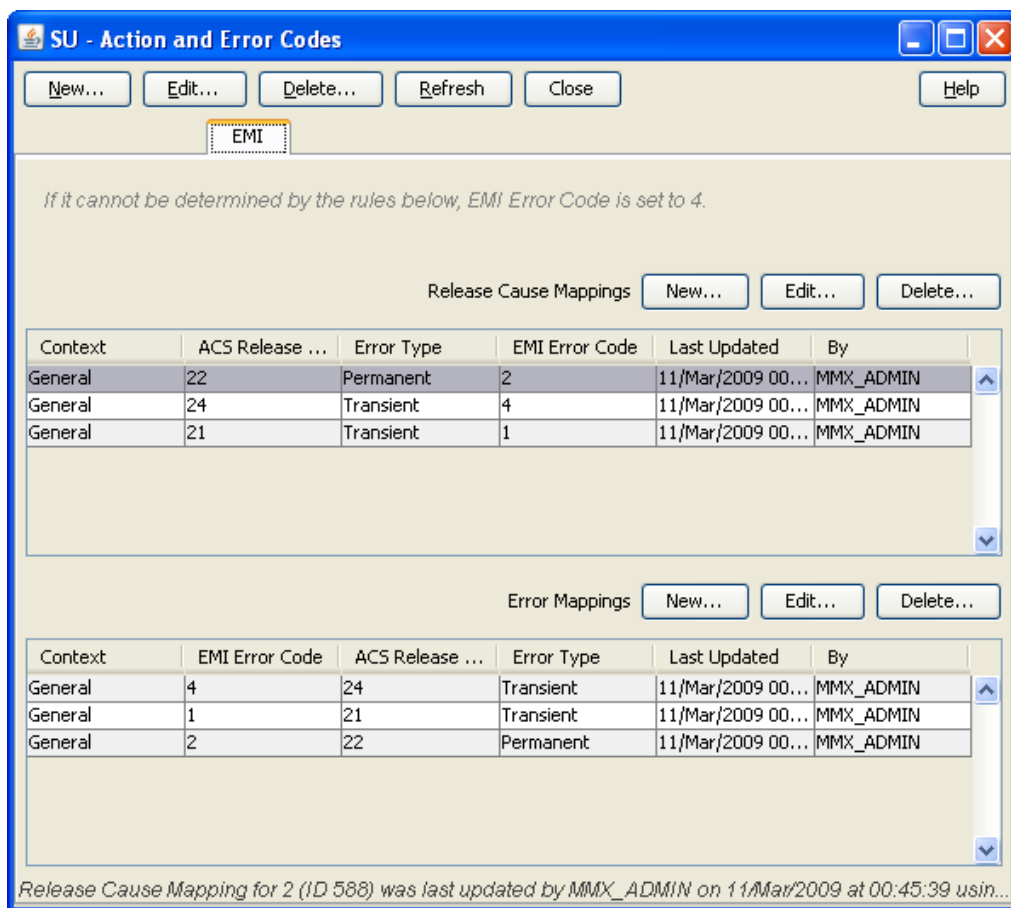 SU - Action and Error Codes
New... Edit... Delete... Refresh Close Help
EMI
If it cannot be determined by the rules below, EMI Error Code is set to 4.
Release Cause Mappings New... Edit... Delete...
Context ACS Release ... Error Type EMI Error Code Last Updated By
General 22 Permanent 2 11/Mar/2009 00... MMX_ADMIN
General 24 Transient 4 11/Mar/2009 00... MMX_ADMIN
General 21 Transient 1 11/Mar/2009 00... MMX_ADMIN
Error Mappings New... Edit... Delete...
Context EMI Error Code ACS Release ... Error Type Last Updated By
General 4 24 Transient 11/Mar/2009 00... MMX_ADMIN
General 1 21 Transient 11/Mar/2009 00... MMX_ADMIN
General 2 22 Permanent 11/Mar/2009 00... MMX_ADMIN
Release Cause Mapping for 2 (ID 588) was last updated by MMX_ADMIN on 11/Mar/2009 at 00:45:39 usin...